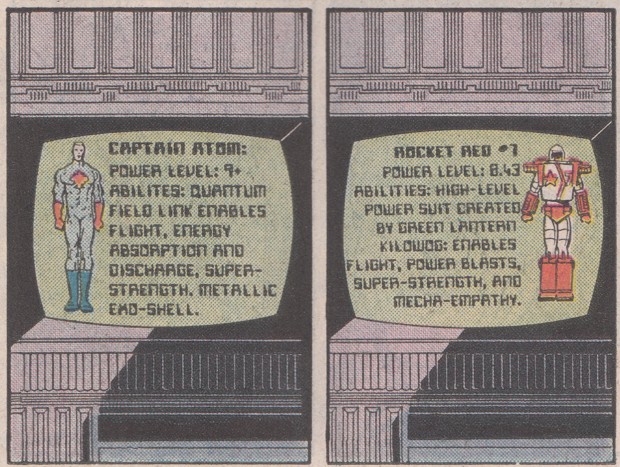 CAPTAIN ATOM:
POWER LEVEL: 9+
ABILITES: QUANTUM
FIELD LINK ENABLES
FLIGHT, ENERGY
ABSORPTION AND
DISCHARGE, SUPER-
STRENGTH. METALLIC
EXO-SHELL.
ROCKET RED #7
POWER LEVEL: 8.43
ABILITIES: HIGH-LEVEL
POWER SUIT CREATED
BY GREEN LANTERN
KILOWOG: ENABLES
FLIGHT, POWER BLASTS,
SUPER-STRENGTH, AND
MECHA-EMPATHY.